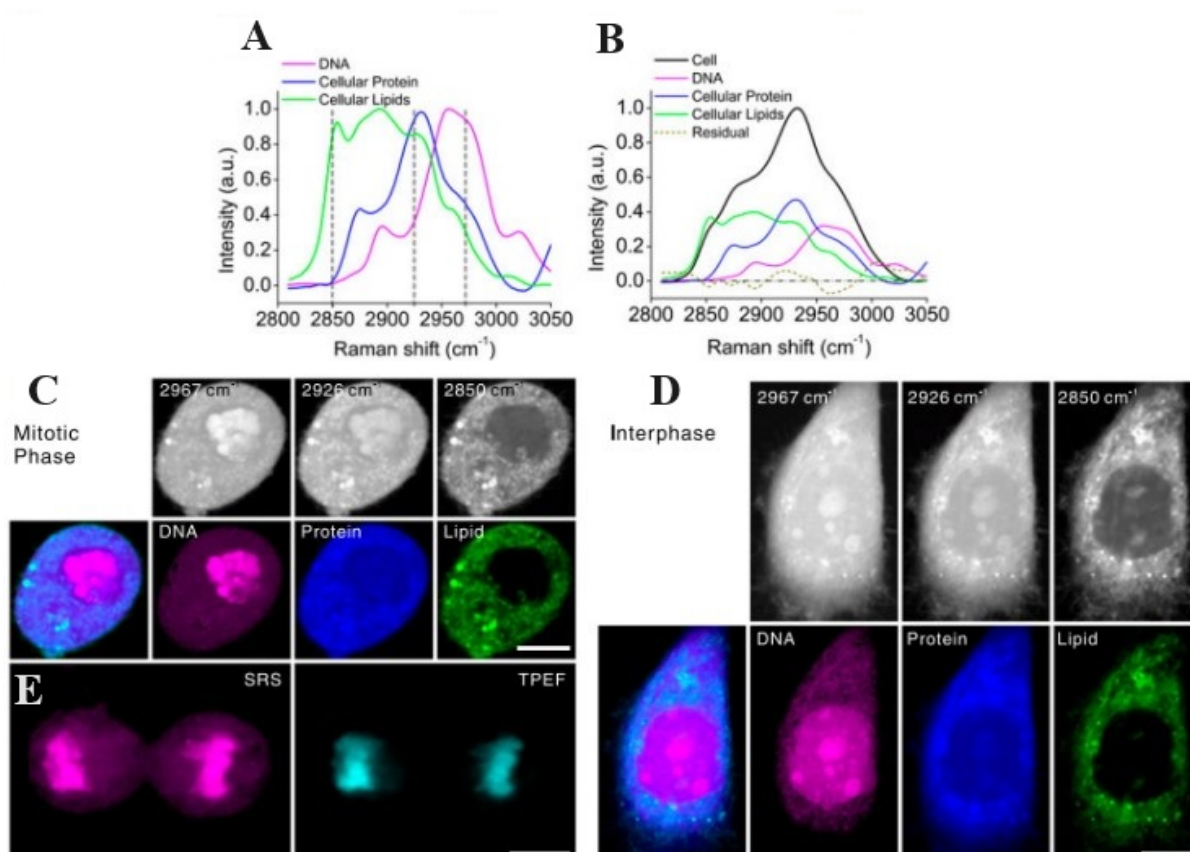 A
DNA
Cellular Protein
Cellular Lipids
Intensity (a.u.)
1.0
0.8
0.6
0.4
0.2
0.0
2800 2850 2900 2950 3000 3050
Raman shift (cm⁻¹)
B
Cell
DNA
Cellular Protein
Cellular Lipids
Residual
Intensity (a.u.)
1.0
0.8
0.6
0.4
0.2
0.0
2800 2850 2900 2950 3000 3050
Raman shift (cm⁻¹)
C
Mitotic
Phase
2967 cm⁻¹ 2926 cm⁻¹ 2850 cm⁻¹
DNA Protein Lipid
D
Interphase
2967 cm⁻¹ 2926 cm⁻¹ 2850 cm⁻¹
DNA Protein Lipid
E
SRS TPEF